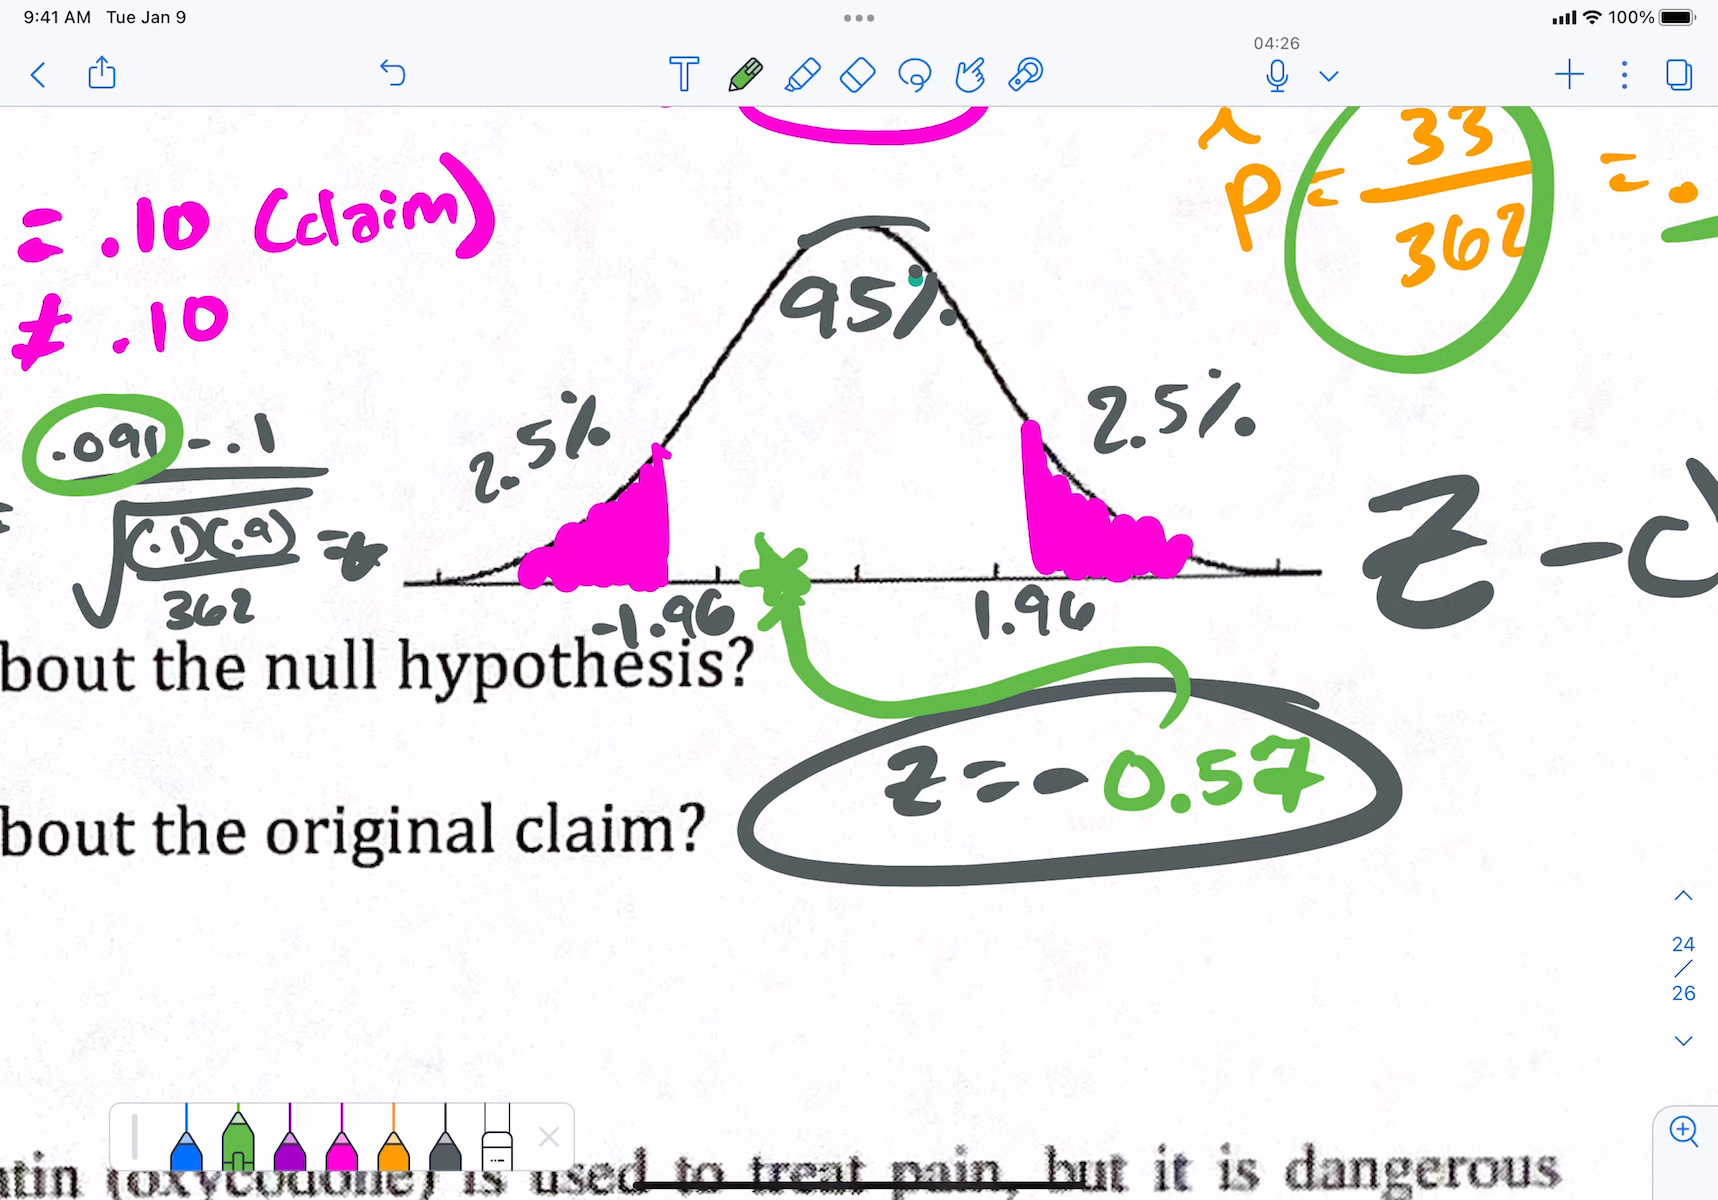 9:41 AM Tue Jan 9
100%
04:26
= .10 (claim)
≠ .10
p̂ = 33/362 = .
95%
2.5%
2.5%
.091 - .1
√(.1)(.9)/362 =
-1.96
1.96
z -
bout the null hypothesis?
z = - 0.57
bout the original claim?
24
/
26
tin (oxycodone) is used to treat pain, but it is dangerous